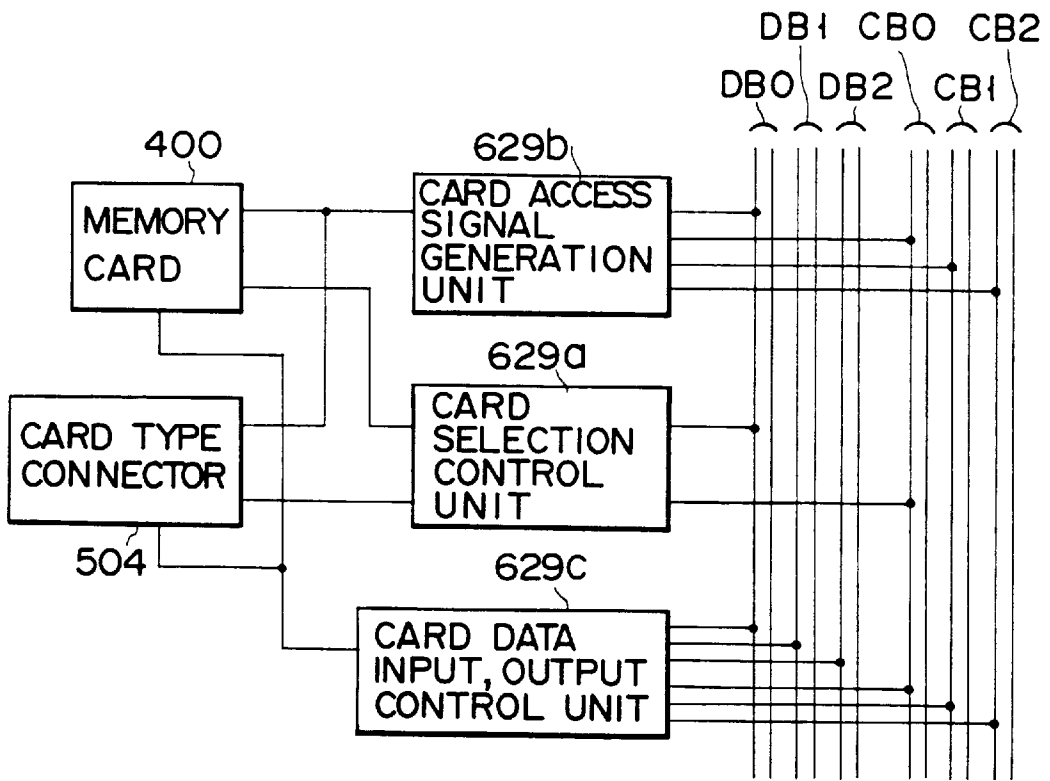 DB1 CB0 CB2
DB0 DB2 CB1
400
MEMORY
CARD
629b
CARD ACCESS
SIGNAL
GENERATION
UNIT
629a
CARD
SELECTION
CONTROL
UNIT
CARD TYPE
CONNECTOR
504
629c
CARD DATA
INPUT, OUTPUT
CONTROL UNIT